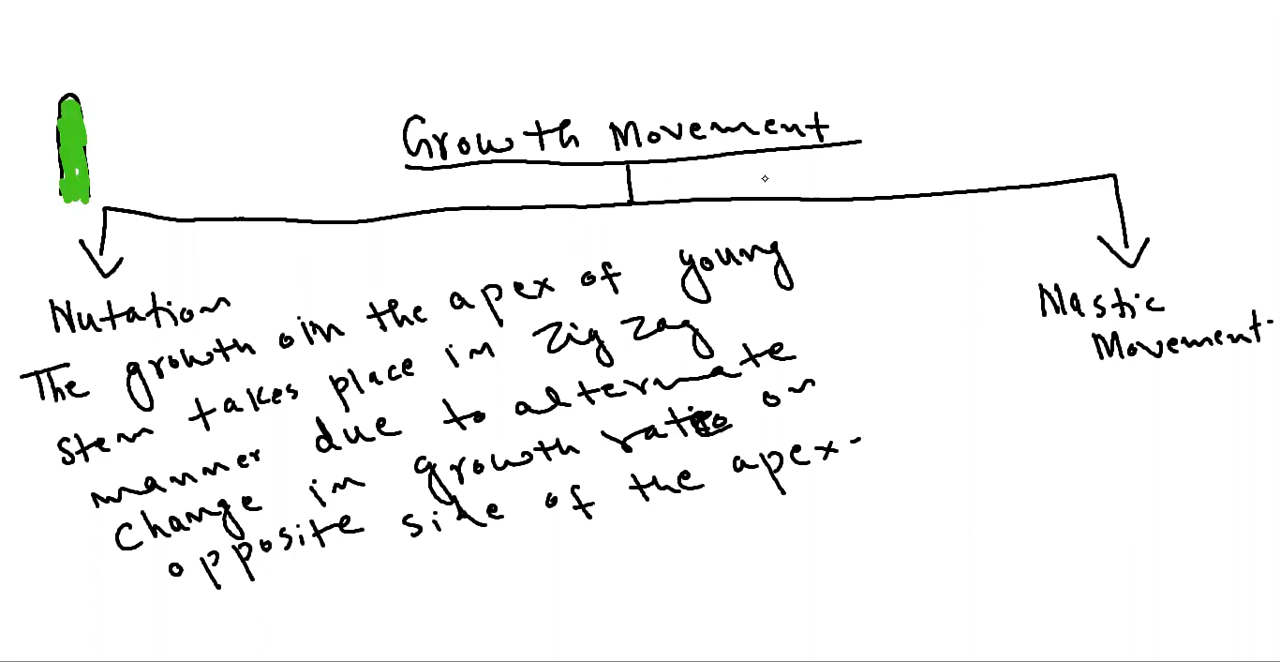 Growth Movement
Nutation
The growth in the apex of young
stem takes place in Zig Zag
manner due to alternate
Change in growth rate on
opposite side of the apex.
Nastic
Movement.